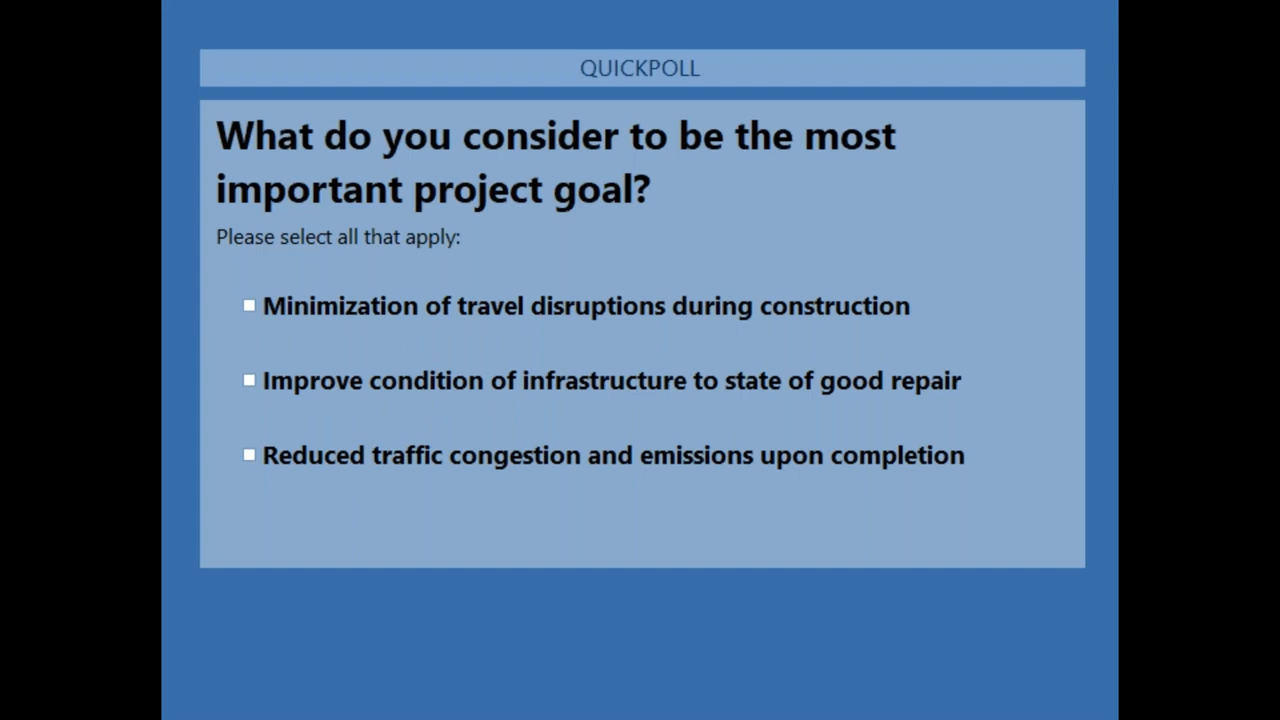 QUICKPOLL
What do you consider to be the most
important project goal?
Please select all that apply:
Minimization of travel disruptions during construction
Improve condition of infrastructure to state of good repair
Reduced traffic congestion and emissions upon completion